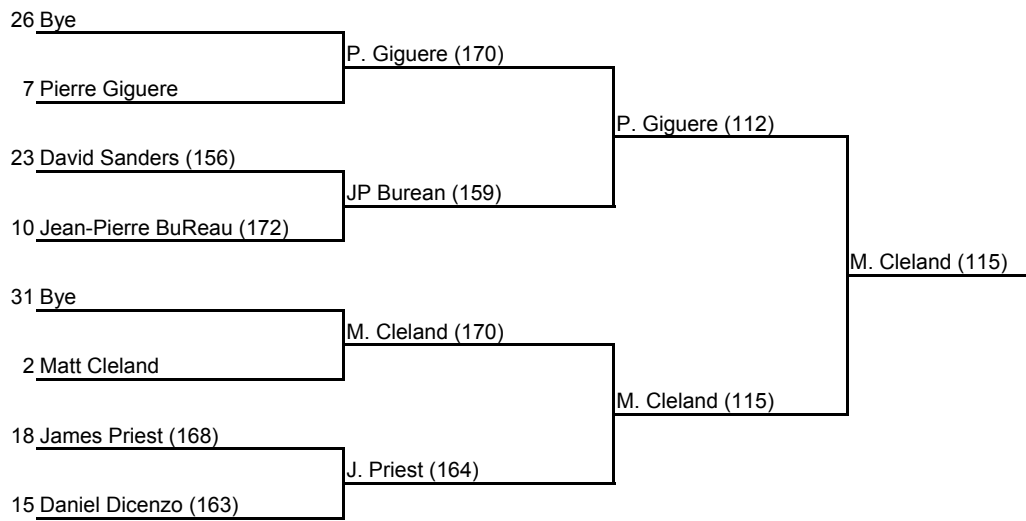 26 Bye
P. Giguere (170)
7 Pierre Giguere
P. Giguere (112)
23 David Sanders (156)
JP Burean (159)
10 Jean-Pierre BuReau (172)
M. Cleland (115)
31 Bye
M. Cleland (170)
2 Matt Cleland
M. Cleland (115)
18 James Priest (168)
J. Priest (164)
15 Daniel Dicenzo (163)